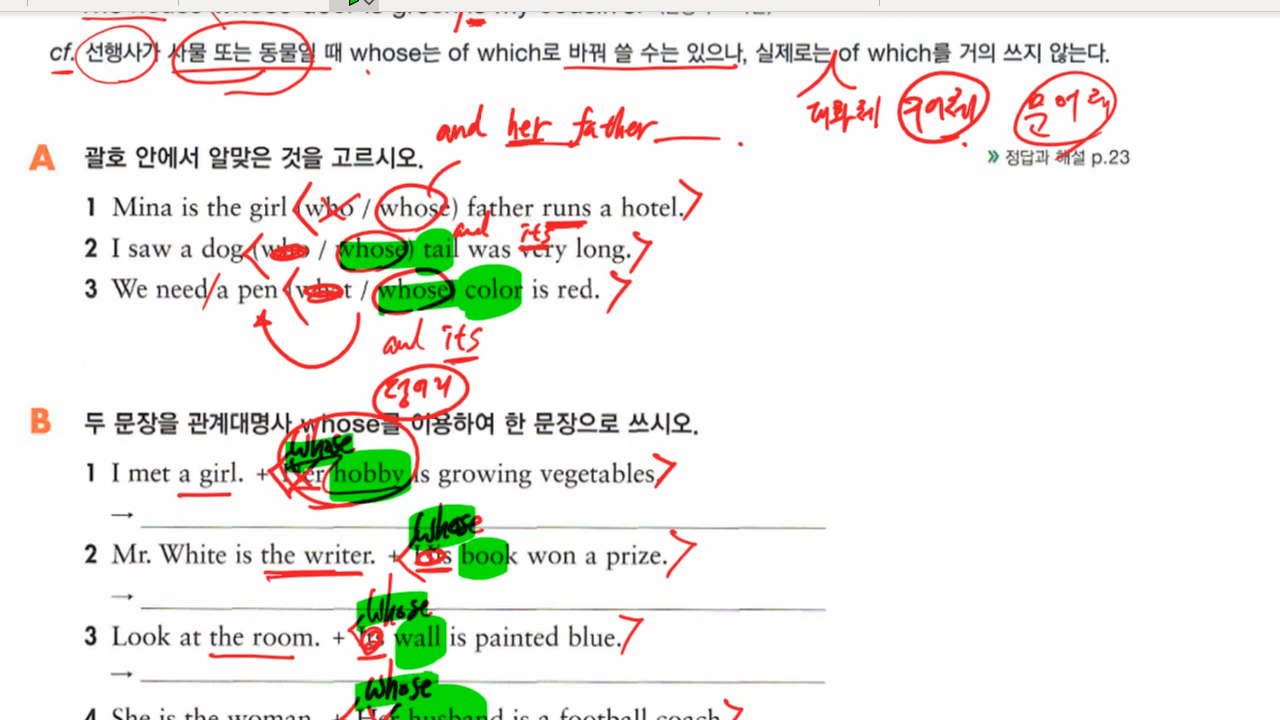 cf. 선행사가 사물 또는 동물일 때 whose는 of which로 바꿔 쓸 수는 있으나, 실제로는 of which를 거의 쓰지 않는다.
대화체 구어체 문어체
and her father
A 괄호 안에서 알맞은 것을 고르시오.
» 정답과 해설 p.23
1 Mina is the girl (who / whose) father runs a hotel.
and its
2 I saw a dog (who / whose) tail was very long.
3 We need a pen (what / whose) color is red.
and its
B 두 문장을 관계대명사 whose를 이용하여 한 문장으로 쓰시오.
whose
1 I met a girl. + Her hobby is growing vegetables.
→
whose
2 Mr. White is the writer. + His book won a prize.
→
whose
3 Look at the room. + Its wall is painted blue.
→
whose
4 She is the woman. + Her husband is a football coach.